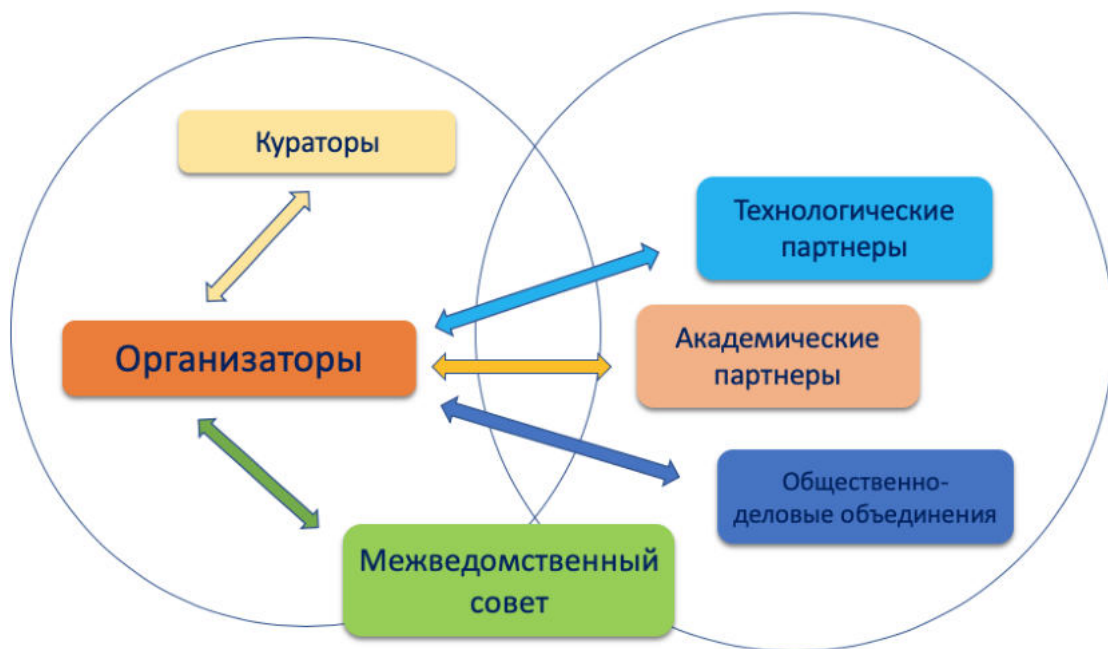 Кураторы
Технологические
партнеры
Организаторы
Академические
партнеры
Общественно-
деловые объединения
Межведомственный
совет